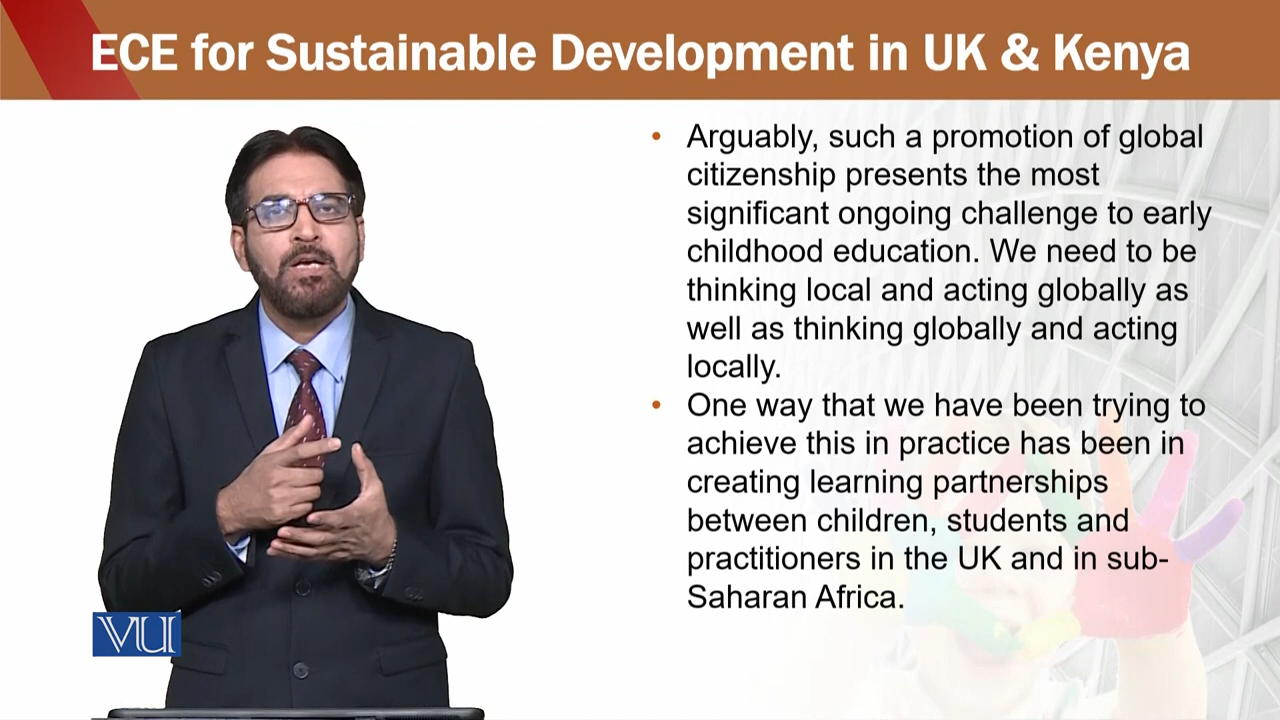 ECE for Sustainable Development in UK & Kenya
• Arguably, such a promotion of global
citizenship presents the most
significant ongoing challenge to early
childhood education. We need to be
thinking local and acting globally as
well as thinking globally and acting
locally.
• One way that we have been trying to
achieve this in practice has been in
creating learning partnerships
between children, students and
practitioners in the UK and in sub-
Saharan Africa.
VU